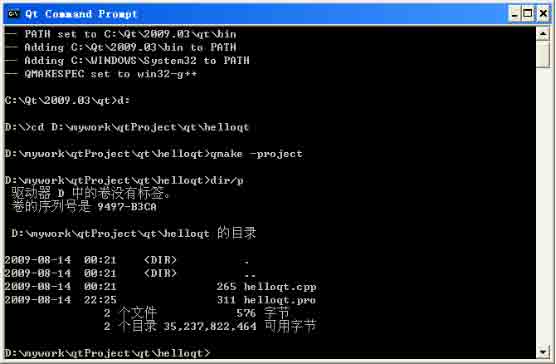 Qt Command Prompt
-- PATH set to C:\Qt\2009.03\qt\bin
-- Adding C:\Qt\2009.03\bin to PATH
-- Adding C:\WINDOWS\System32 to PATH
-- QMAKESPEC set to win32-g++
C:\Qt\2009.03\qt>d:
D:\>cd D:\mywork\qtProject\qt\helloqt
D:\mywork\qtProject\qt\helloqt>qmake -project
D:\mywork\qtProject\qt\helloqt>dir/p
驱动器 D 中的卷没有标签。
卷的序列号是 9497-B3CA
D:\mywork\qtProject\qt\helloqt 的目录
2009-08-14  00:21    <DIR>          .
2009-08-14  00:21    <DIR>          ..
2009-08-14  00:21               265 helloqt.cpp
2009-08-14  22:25               311 helloqt.pro
2 个文件            576 字节
2 个目录 35,237,822,464 可用字节
D:\mywork\qtProject\qt\helloqt>